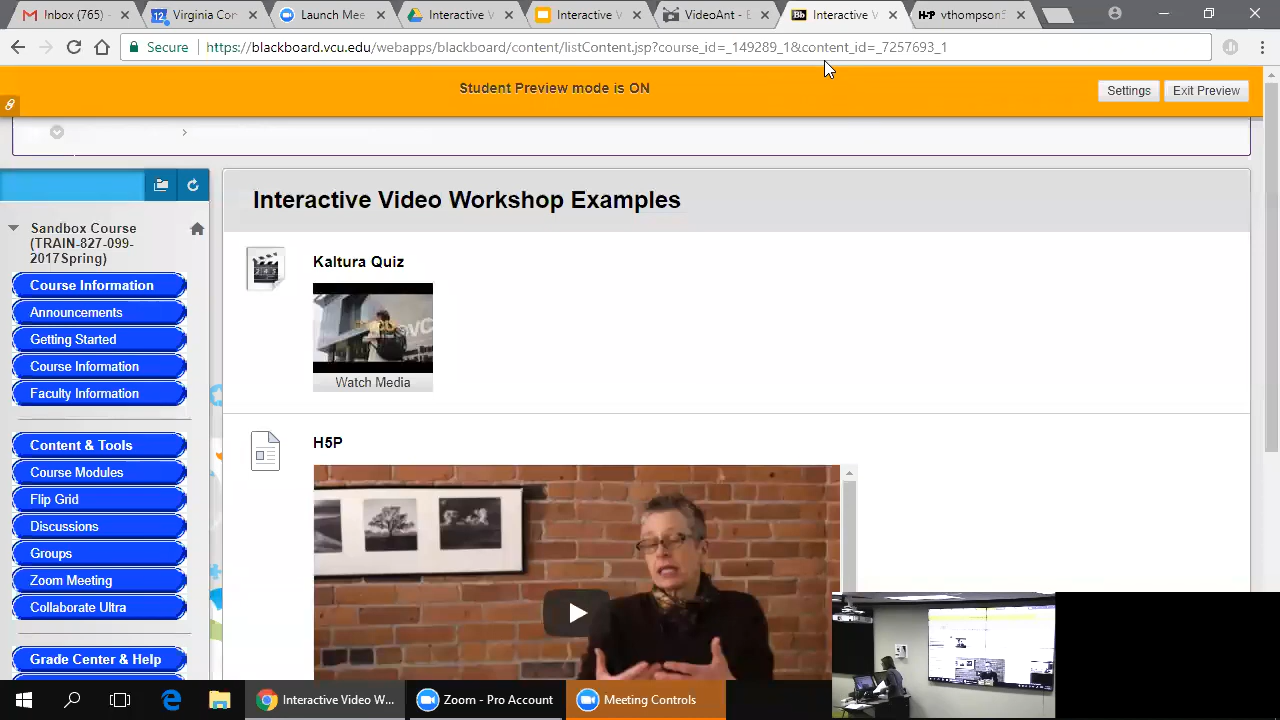 Inbox (765)
12 Virginia Cor
Launch Mee
Interactive V
Interactive V
VideoAnt - E
Bb Interactive V
H-P vthompson5
Secure https://blackboard.vcu.edu/webapps/blackboard/content/listContent.jsp?course_id=_149289_1&content_id=_7257693_1
Student Preview mode is ON
Settings
Exit Preview
Sandbox Course
(TRAIN-827-099-
2017Spring)
Course Information
Announcements
Getting Started
Course Information
Faculty Information
Content & Tools
Course Modules
Flip Grid
Discussions
Groups
Zoom Meeting
Collaborate Ultra
Grade Center & Help
Interactive Video Workshop Examples
Kaltura Quiz
Watch Media
H5P
Interactive Video W...
Zoom - Pro Account
Meeting Controls